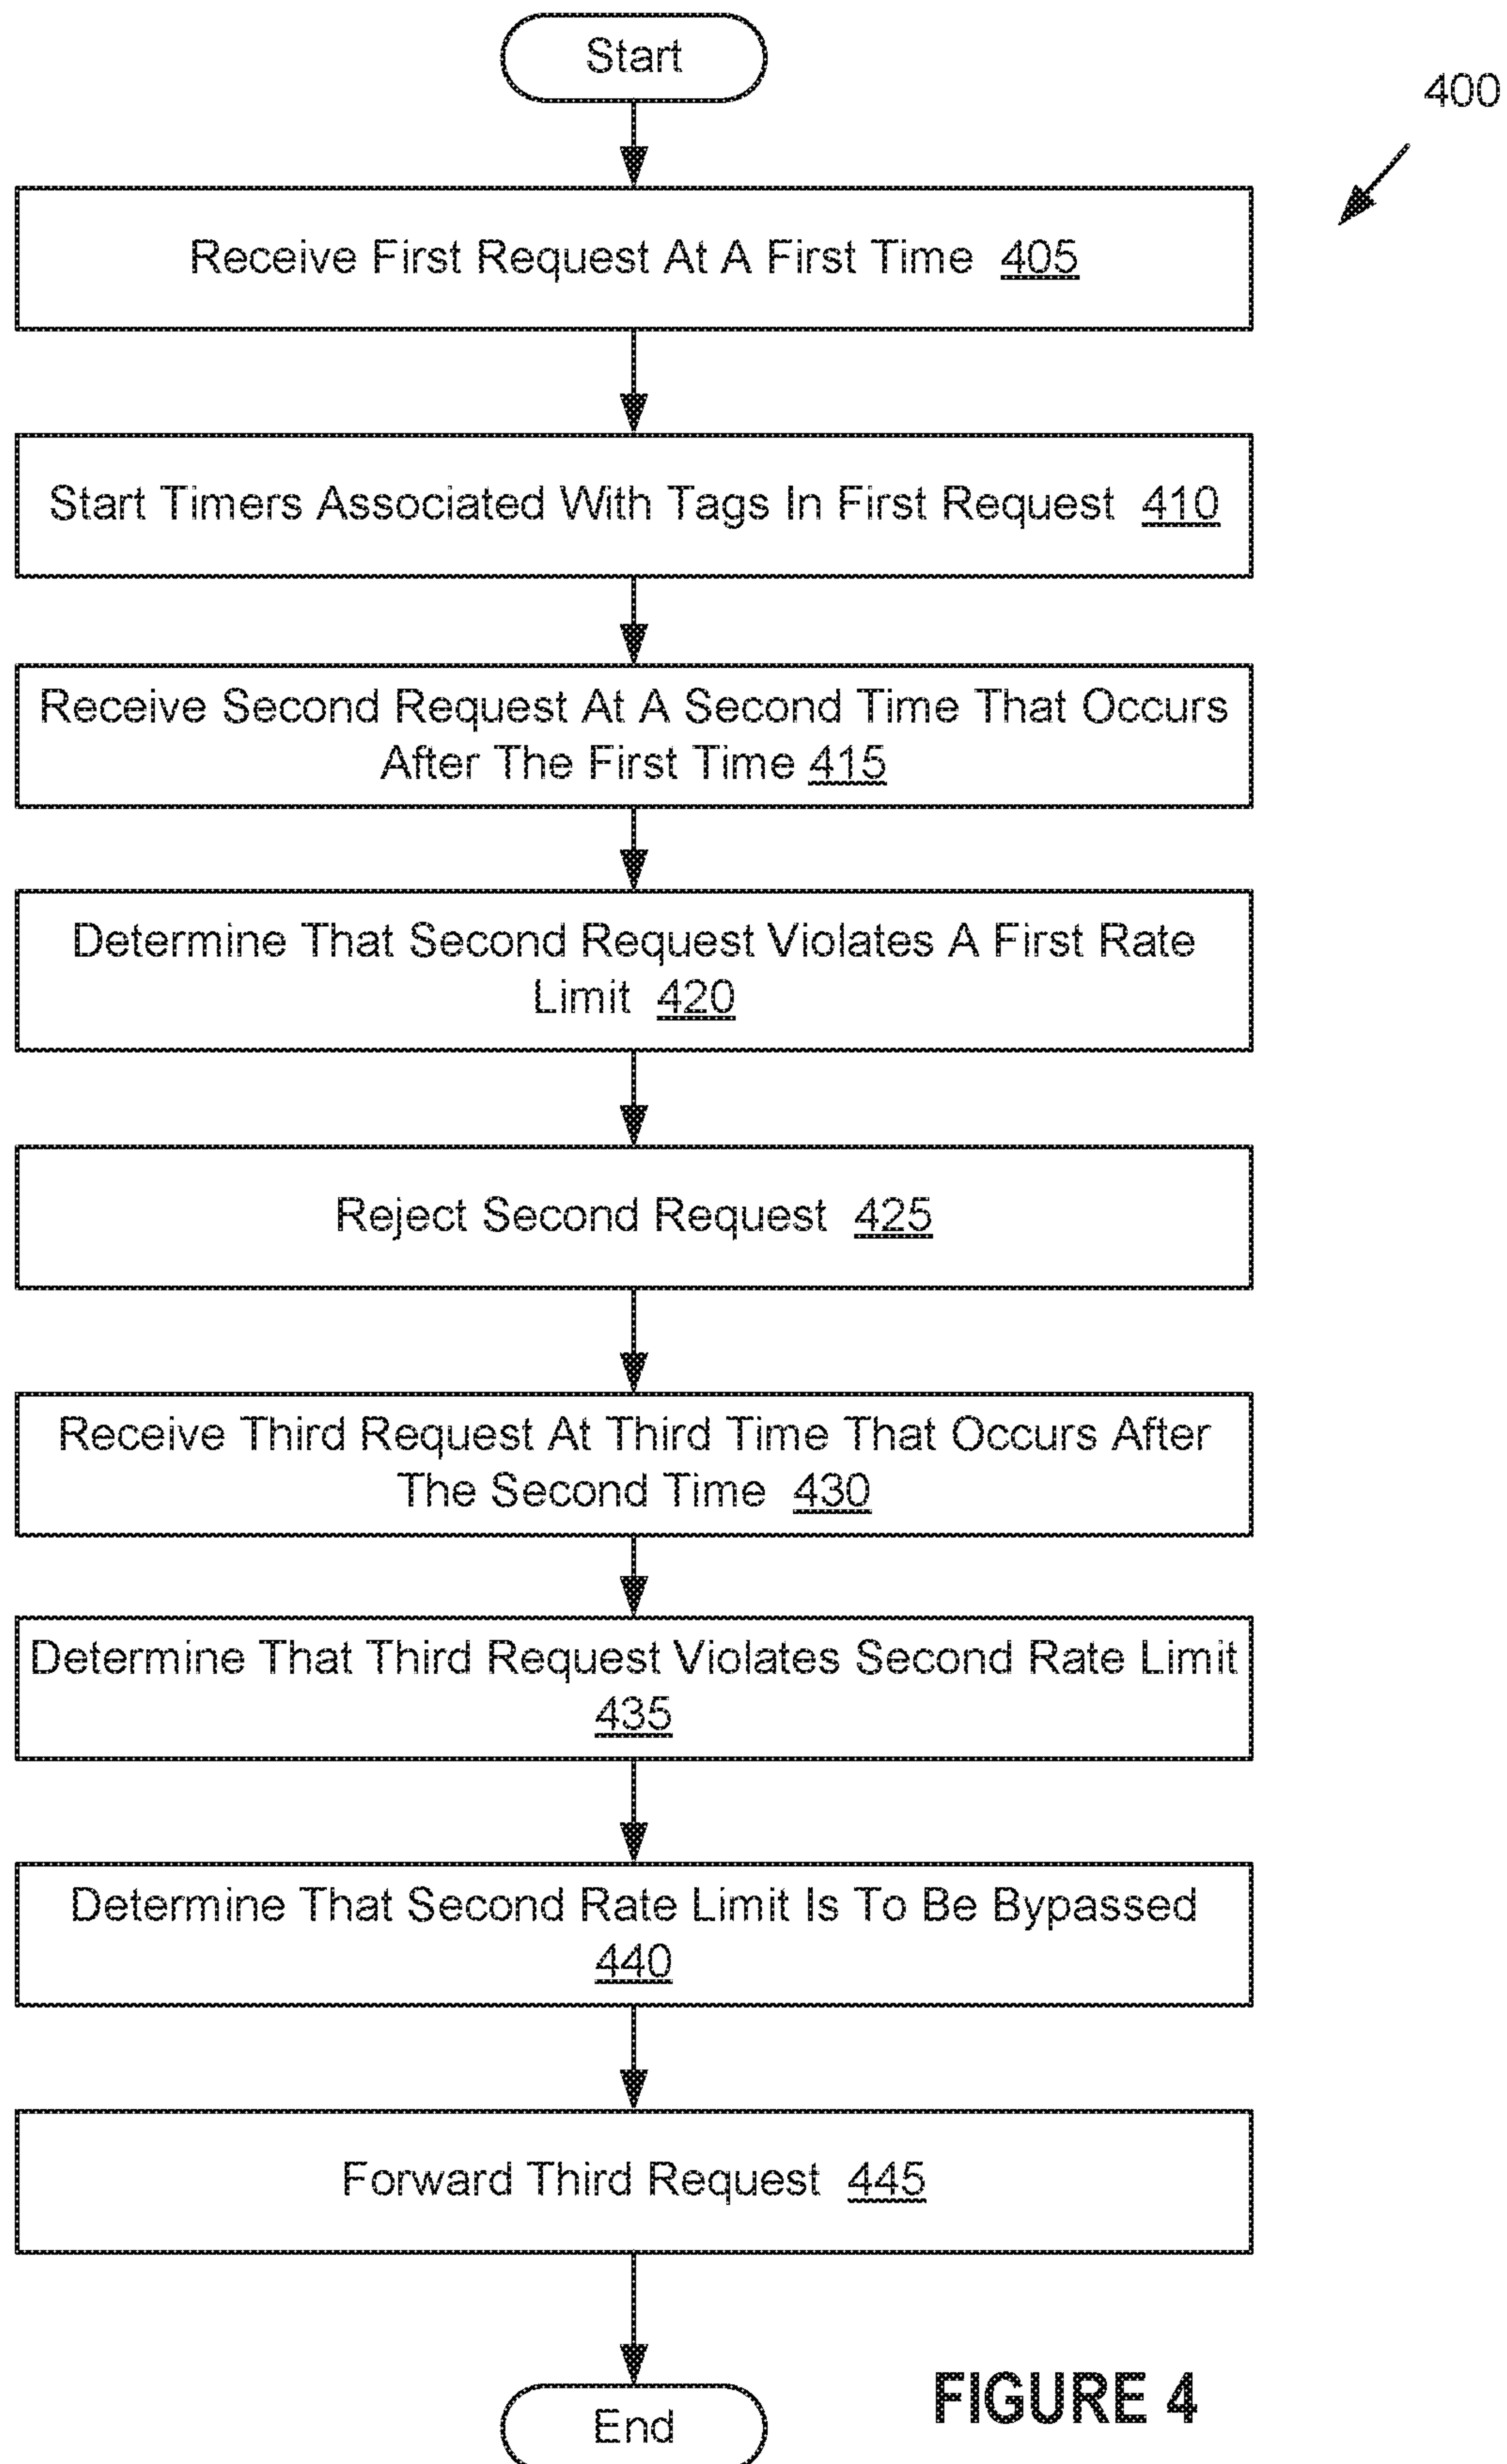 Start
400
Receive First Request At A First Time 405
Start Timers Associated With Tags In First Request 410
Receive Second Request At A Second Time That Occurs
After The First Time 415
Determine That Second Request Violates A First Rate
Limit 420
Reject Second Request 425
Receive Third Request At Third Time That Occurs After
The Second Time 430
Determine That Third Request Violates Second Rate Limit
435
Determine That Second Rate Limit Is To Be Bypassed
440
Forward Third Request 445
End
FIGURE 4